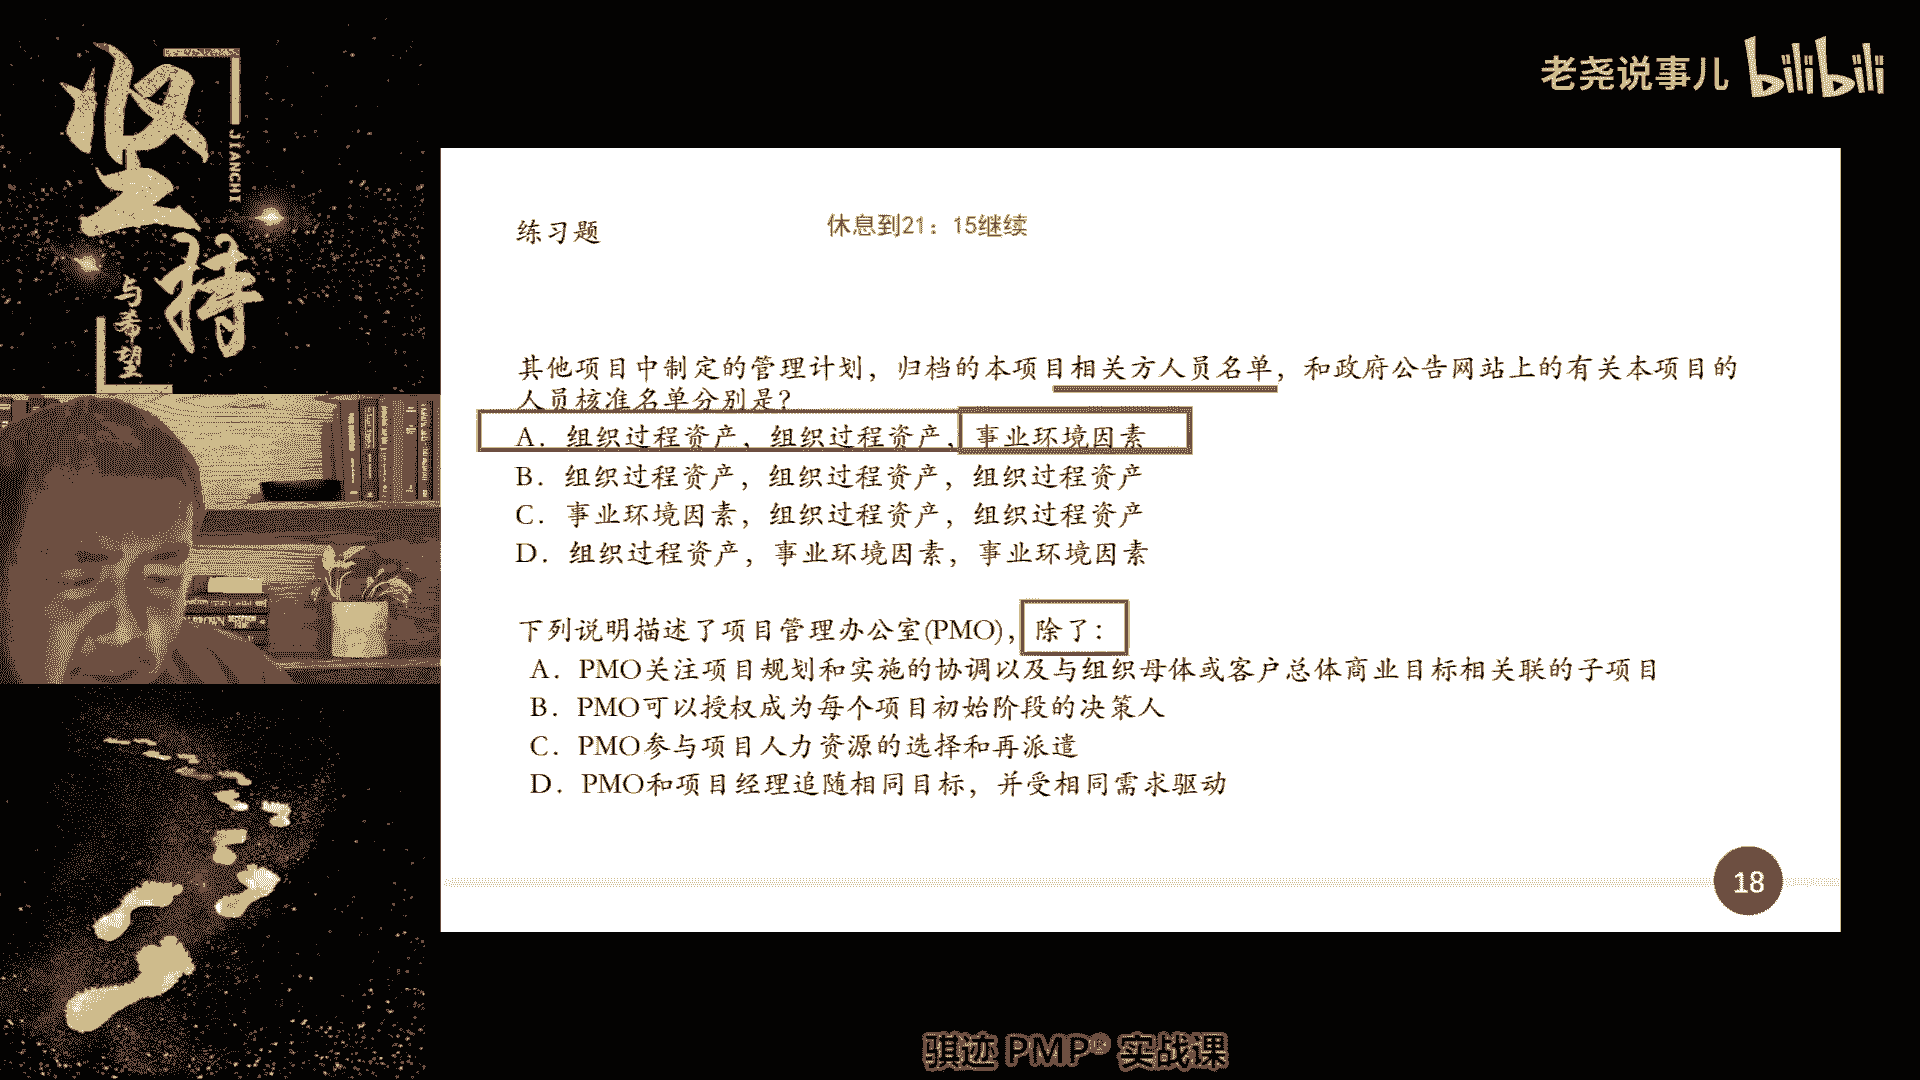 坚持
JIANCHI
与希望
老尧说事儿 bilibili
练习题
休息到21：15继续
其他项目中制定的管理计划，归档的本项目相关方人员名单，和政府公告网站上的有关本项目的
人员核准名单分别是？
A．组织过程资产，组织过程资产，事业环境因素
B．组织过程资产，组织过程资产，组织过程资产
C．事业环境因素，组织过程资产，组织过程资产
D．组织过程资产，事业环境因素，事业环境因素
下列说明描述了项目管理办公室(PMO)，除了：
A．PMO关注项目规划和实施的协调以及与组织母体或客户总体商业目标相关联的子项目
B．PMO可以授权成为每个项目初始阶段的决策人
C．PMO参与项目人力资源的选择和再派遣
D．PMO和项目经理追随相同目标，并受相同需求驱动
18
骐迹 PMP® 实战课